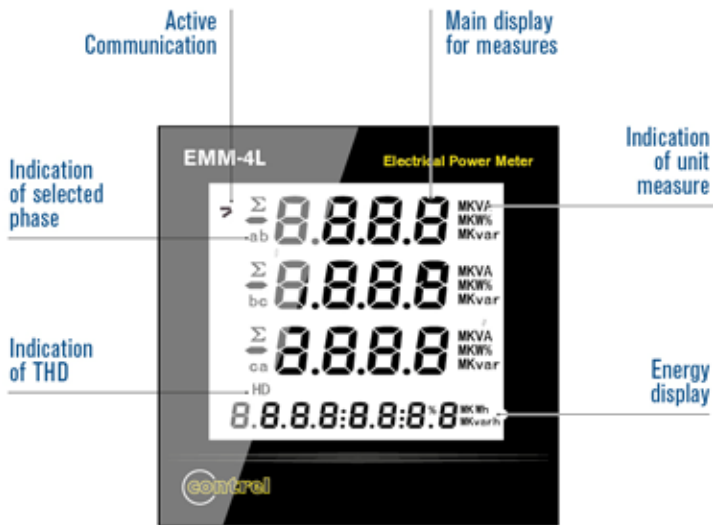 Active
Communication
Main display
for measures
Indication
of unit
measure
EMM-4L
Electrical Power Meter
Indication
of selected
phase
Σ
ab
8.8.8.8
MKVA
MKW%
MKvar
Σ
bc
8.8.8.8
MKVA
MKW%
MKvar
Indication
of THD
Σ
ca
8.8.8.8
MKVA
MKW%
MKvar
HD
8.8.8.8:8.8:8.8
%
MKWh
MKvarh
Energy
display
contrel